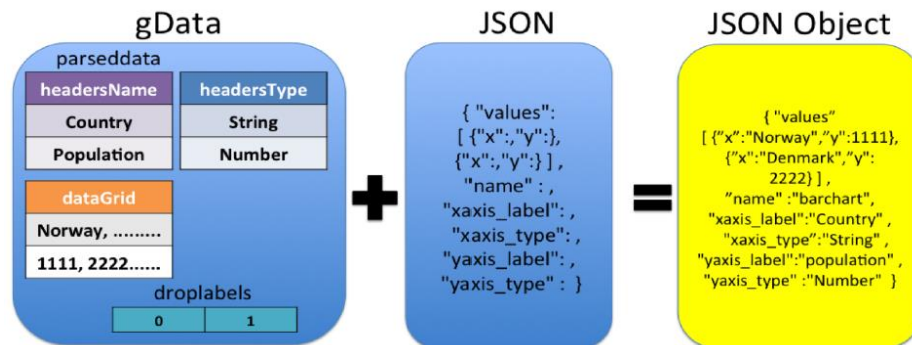 gData
parseddata
headersName
Country
Population
headersType
String
Number
dataGrid
Norway, .........
1111, 2222......
droplabels
0 1
JSON
{ "values":
[ {"x":,"y":},
{"x":,"y":} ] ,
"name" : ,
"xaxis_label": ,
"xaxis_type": ,
"yaxis_label": ,
"yaxis_type" : }
JSON Object
{ "values"
[ {"x":"Norway","y":1111},
{"x":"Denmark","y":
2222} ] ,
"name" :"barchart",
"xaxis_label":"Country" ,
"xaxis_type":"String" ,
"yaxis_label":"population" ,
"yaxis_type" :"Number" }